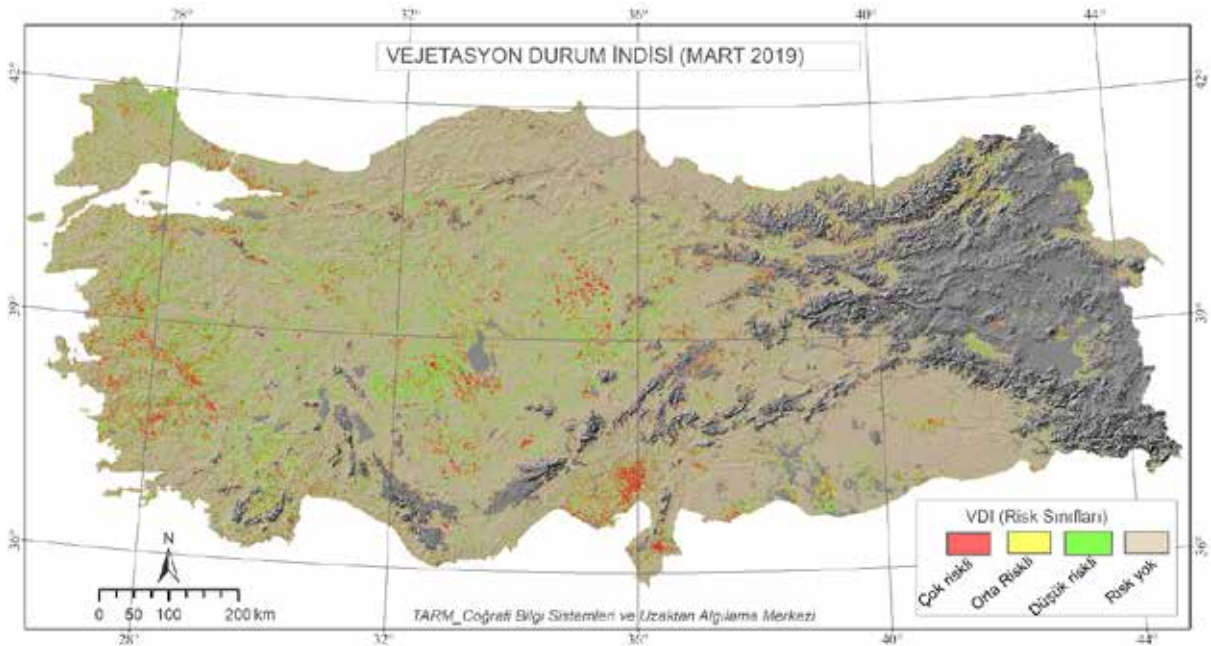 28° 32° 36° 40° 44°
VEJETASYON DURUM İNDİSİ (MART 2019)
42° 42°
39° 39°
36° 36°
VDI (Risk Sınıfları)
Çok riskli Orta Riskli Düşük riskli Risk yok
N
0 50 100 200 km
TARM_Coğrafi Bilgi Sistemleri ve Uzaktan Algılama Merkezi
28° 32° 36° 40° 44°